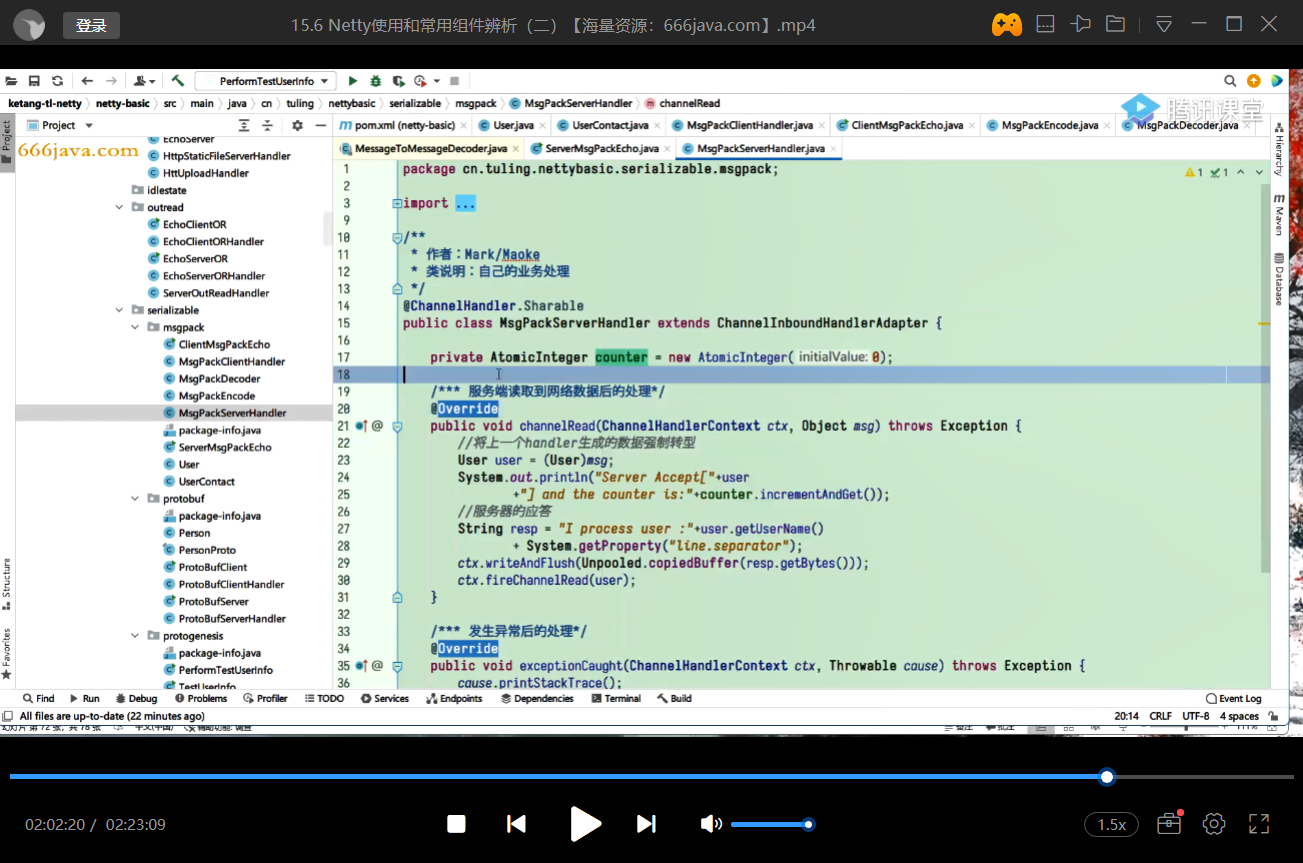 登录
15.6 Netty使用和常用组件辨析（二）【海量资源：666java.com】.mp4
PerformTestUserInfo
ketang-tl-netty
netty-basic
src
main
java
cn
tuling
nettybasic
serializable
msgpack
MsgPackServerHandler
channelRead
腾讯课堂
Project
Project
pom.xml (netty-basic)
User.java
UserContact.java
MsgPackClientHandler.java
ClientMsgPackEcho.java
MsgPackEncode.java
MsgPackDecoder.java
MessageToMessageDecoder.java
ServerMsgPackEcho.java
MsgPackServerHandler.java
666java.com
EchoServer
HttpStaticFileServerHandler
HttUploadHandler
idlestate
outread
EchoClientOR
EchoClientORHandler
EchoServerOR
EchoServerORHandler
ServerOutReadHandler
serializable
msgpack
ClientMsgPackEcho
MsgPackClientHandler
MsgPackDecoder
MsgPackEncode
MsgPackServerHandler
package-info.java
ServerMsgPackEcho
User
UserContact
protobuf
package-info.java
Person
PersonProto
ProtoBufClient
ProtoBufClientHandler
ProtoBufServer
ProtoBufServerHandler
protogenesis
package-info.java
PerformTestUserInfo
TestUserInfo
Structure
Favorites
1 package cn.tuling.nettybasic.serializable.msgpack;
2
3 import ...
9
10 /**
11 * 作者：Mark/Maoke
12 * 类说明：自己的业务处理
13 */
14 @ChannelHandler.Sharable
15 public class MsgPackServerHandler extends ChannelInboundHandlerAdapter {
16
17 private AtomicInteger counter = new AtomicInteger( initialValue: 0);
18
19 /*** 服务端读取到网络数据后的处理*/
20 @Override
21 @ public void channelRead(ChannelHandlerContext ctx, Object msg) throws Exception {
22 //将上一个handler生成的数据强制转型
23 User user = (User)msg;
24 System.out.println("Server Accept["+user
25 +"] and the counter is:"+counter.incrementAndGet());
26 //服务器的应答
27 String resp = "I process user :"+user.getUserName()
28 + System.getProperty("line.separator");
29 ctx.writeAndFlush(Unpooled.copiedBuffer(resp.getBytes()));
30 ctx.fireChannelRead(user);
31 }
32
33 /*** 发生异常后的处理*/
34 @Override
35 @ public void exceptionCaught(ChannelHandlerContext ctx, Throwable cause) throws Exception {
36 cause.printStackTrace();
1 1
Hierarchy
Maven
Database
Find
Run
Debug
Problems
Profiler
TODO
Services
Endpoints
Dependencies
Terminal
Build
Event Log
All files are up-to-date (22 minutes ago)
20:14 CRLF UTF-8 4 spaces
02:02:20 / 02:23:09
1.5x